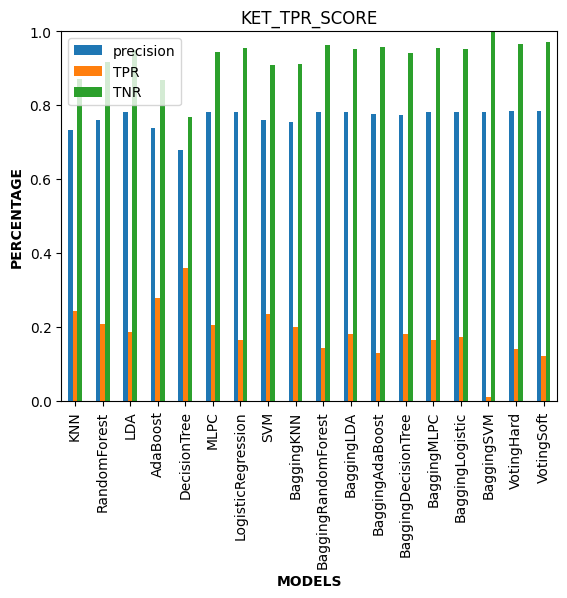 KET_TPR_SCORE
precision
TPR
TNR
1.0
0.8
0.6
0.4
0.2
0.0
PERCENTAGE
KNN
RandomForest
LDA
AdaBoost
DecisionTree
MLPC
LogisticRegression
SVM
BaggingKNN
BaggingRandomForest
BaggingLDA
BaggingAdaBoost
BaggingDecisionTree
BaggingMLPC
BaggingLogistic
BaggingSVM
VotingHard
VotingSoft
MODELS